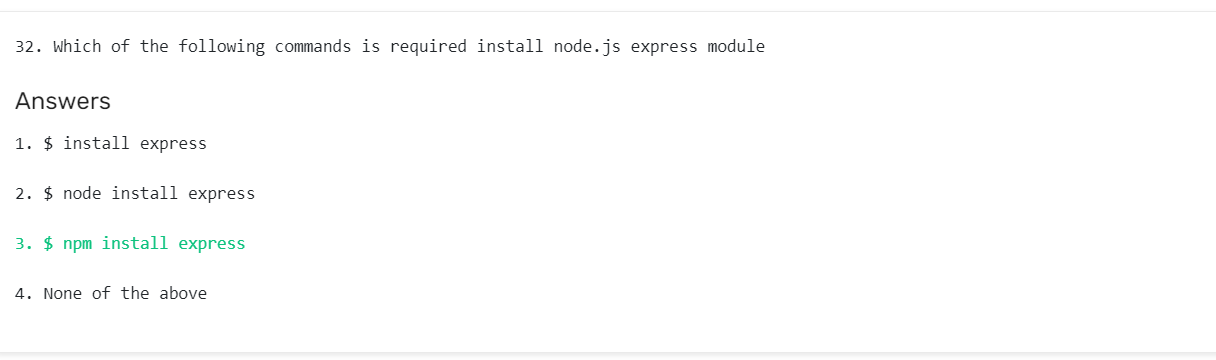 32. Which of the following commands is required install node.js express module
Answers
1. $ install express
2. $ node install express
3. $ npm install express
4. None of the above